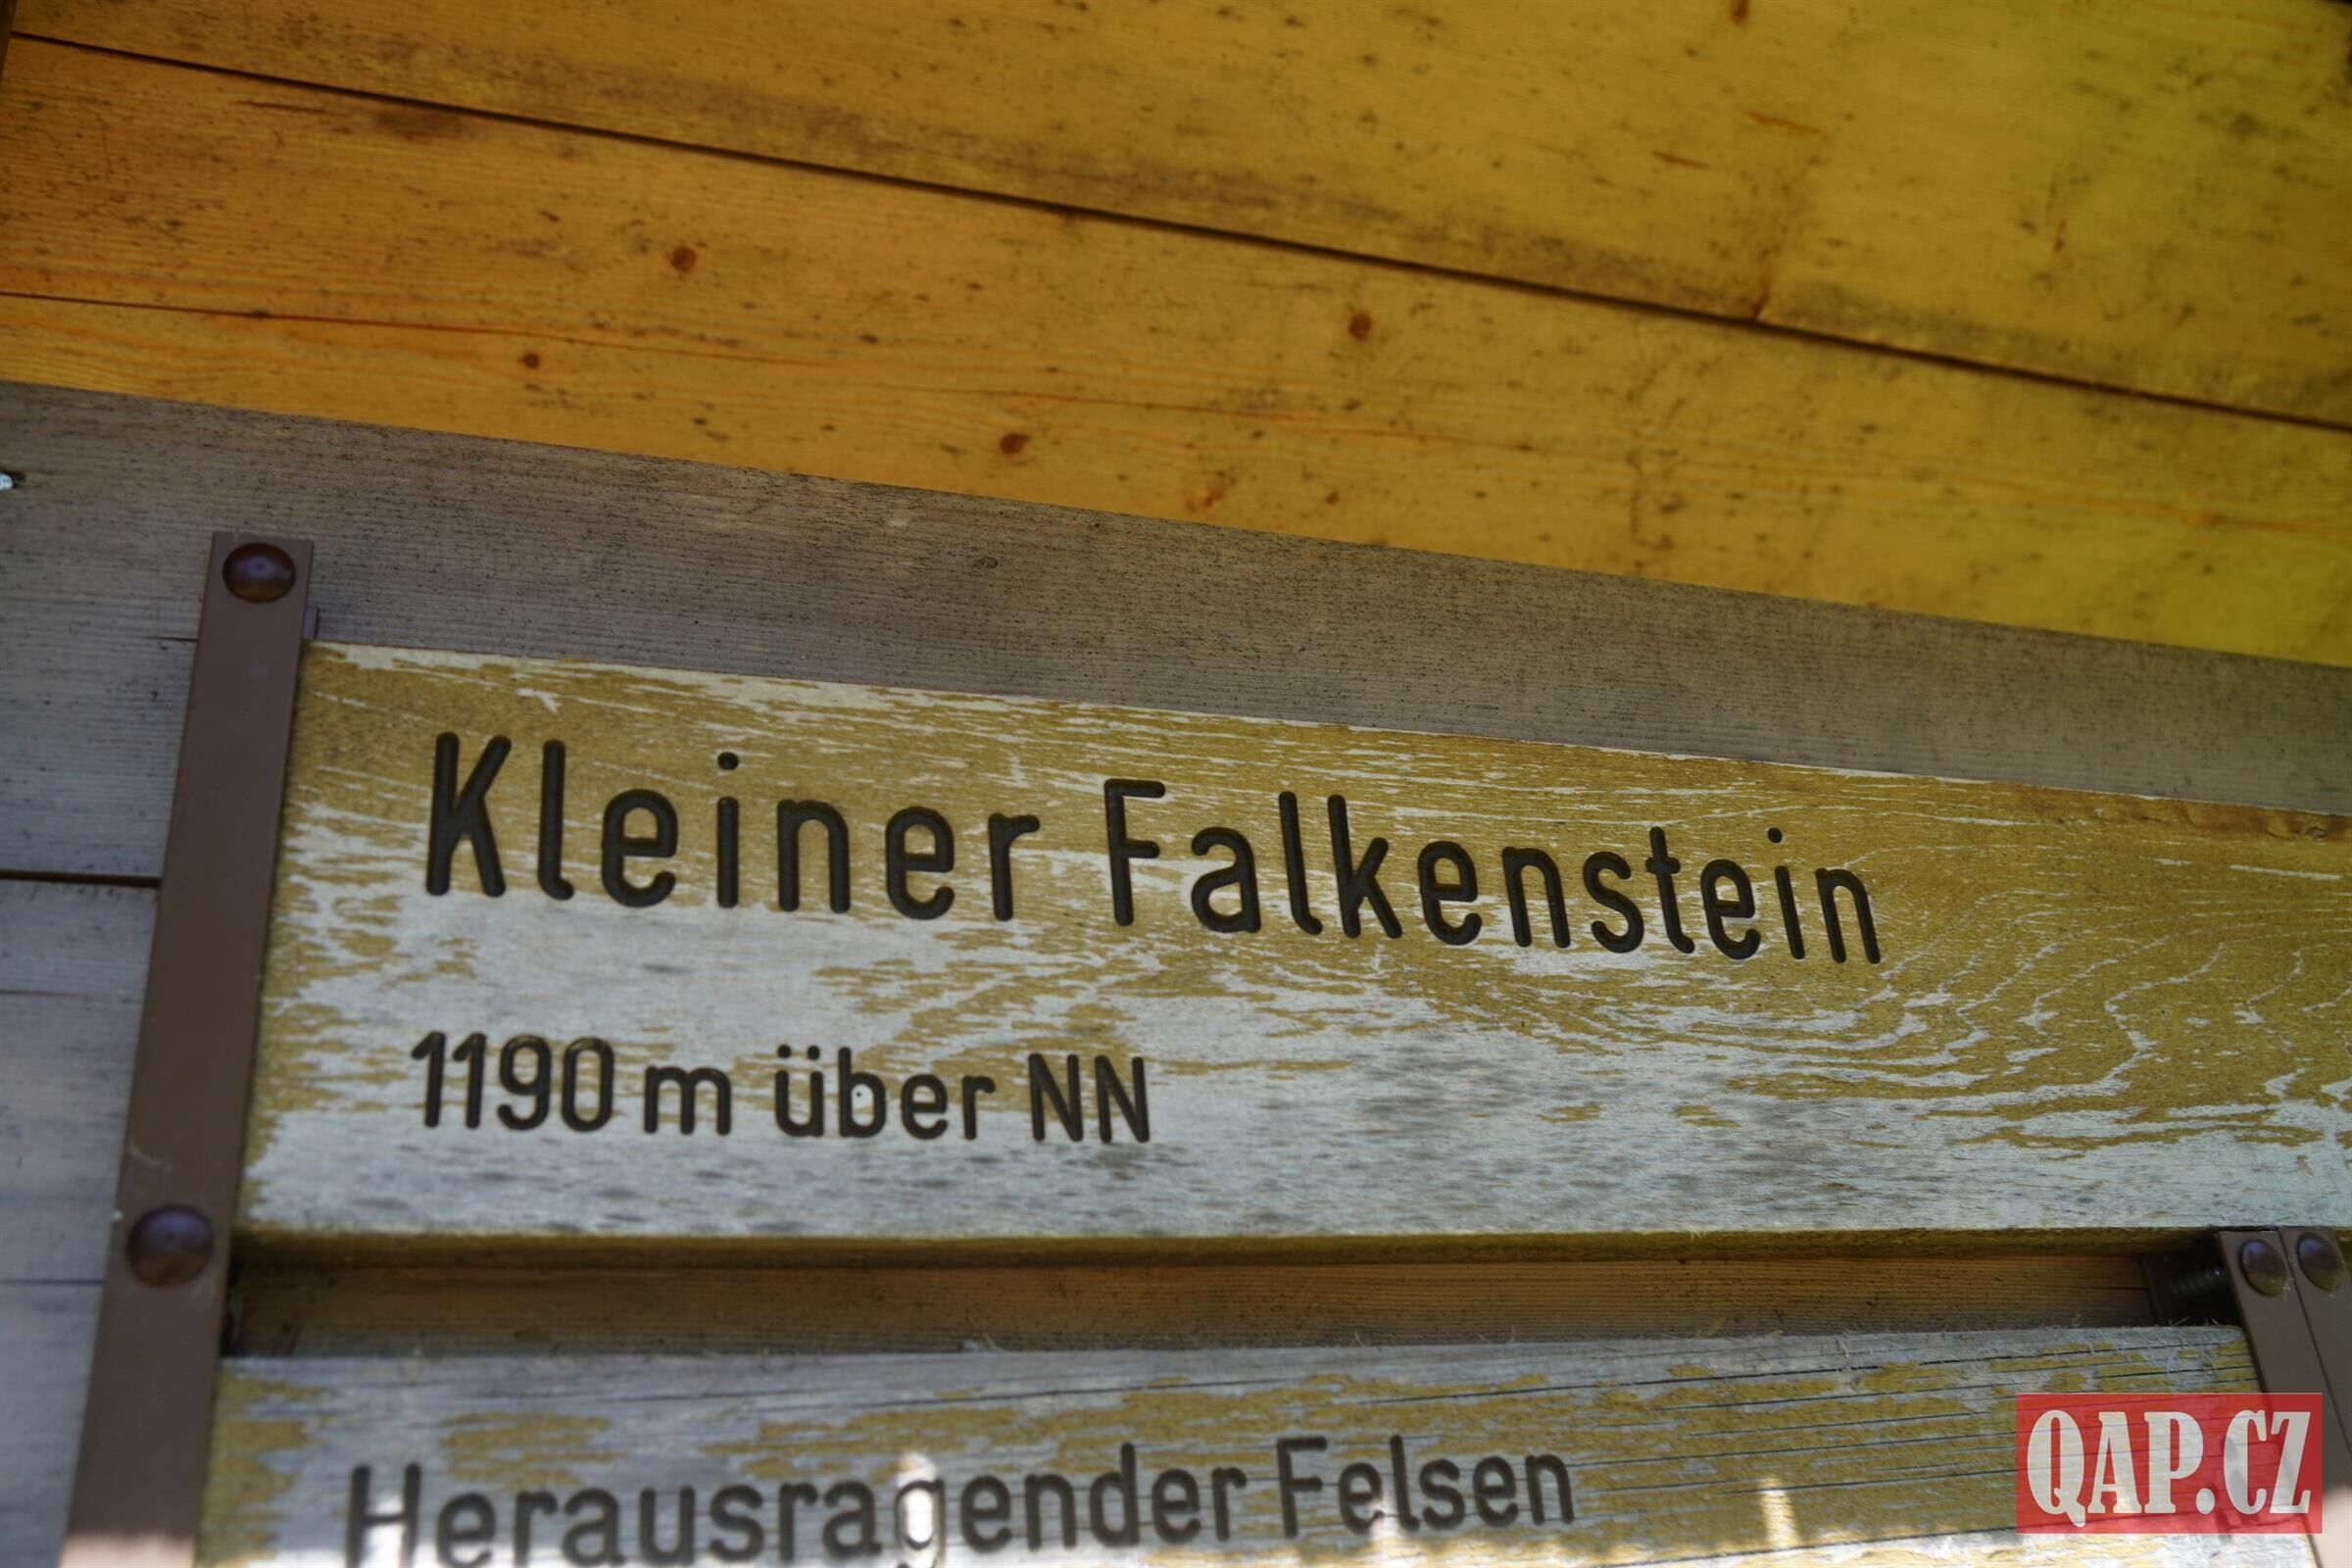 Kleiner Falkenstein
1190 m über NN
Herausragender Felsen
QAP.CZ